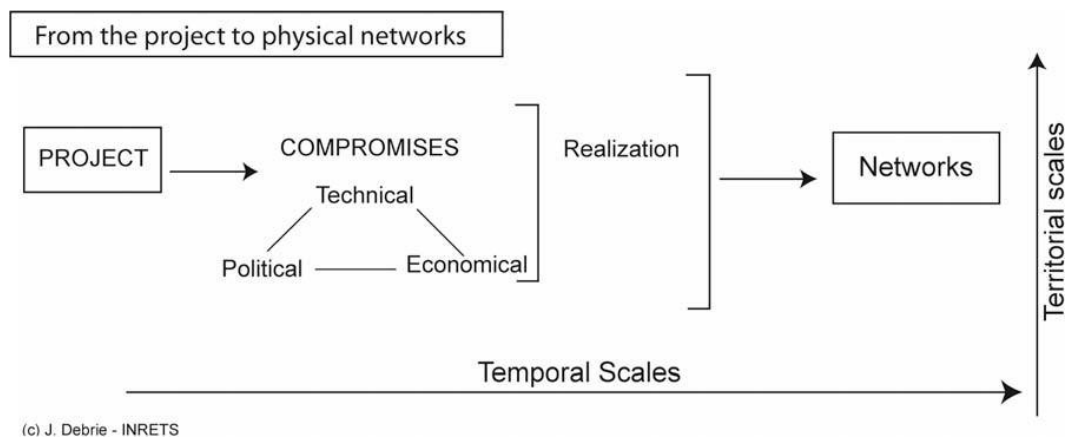 From the project to physical networks
PROJECT
COMPROMISES
Technical
Political
Economical
Realization
Networks
Territorial scales
Temporal Scales
(c) J. Debrie - INRETS